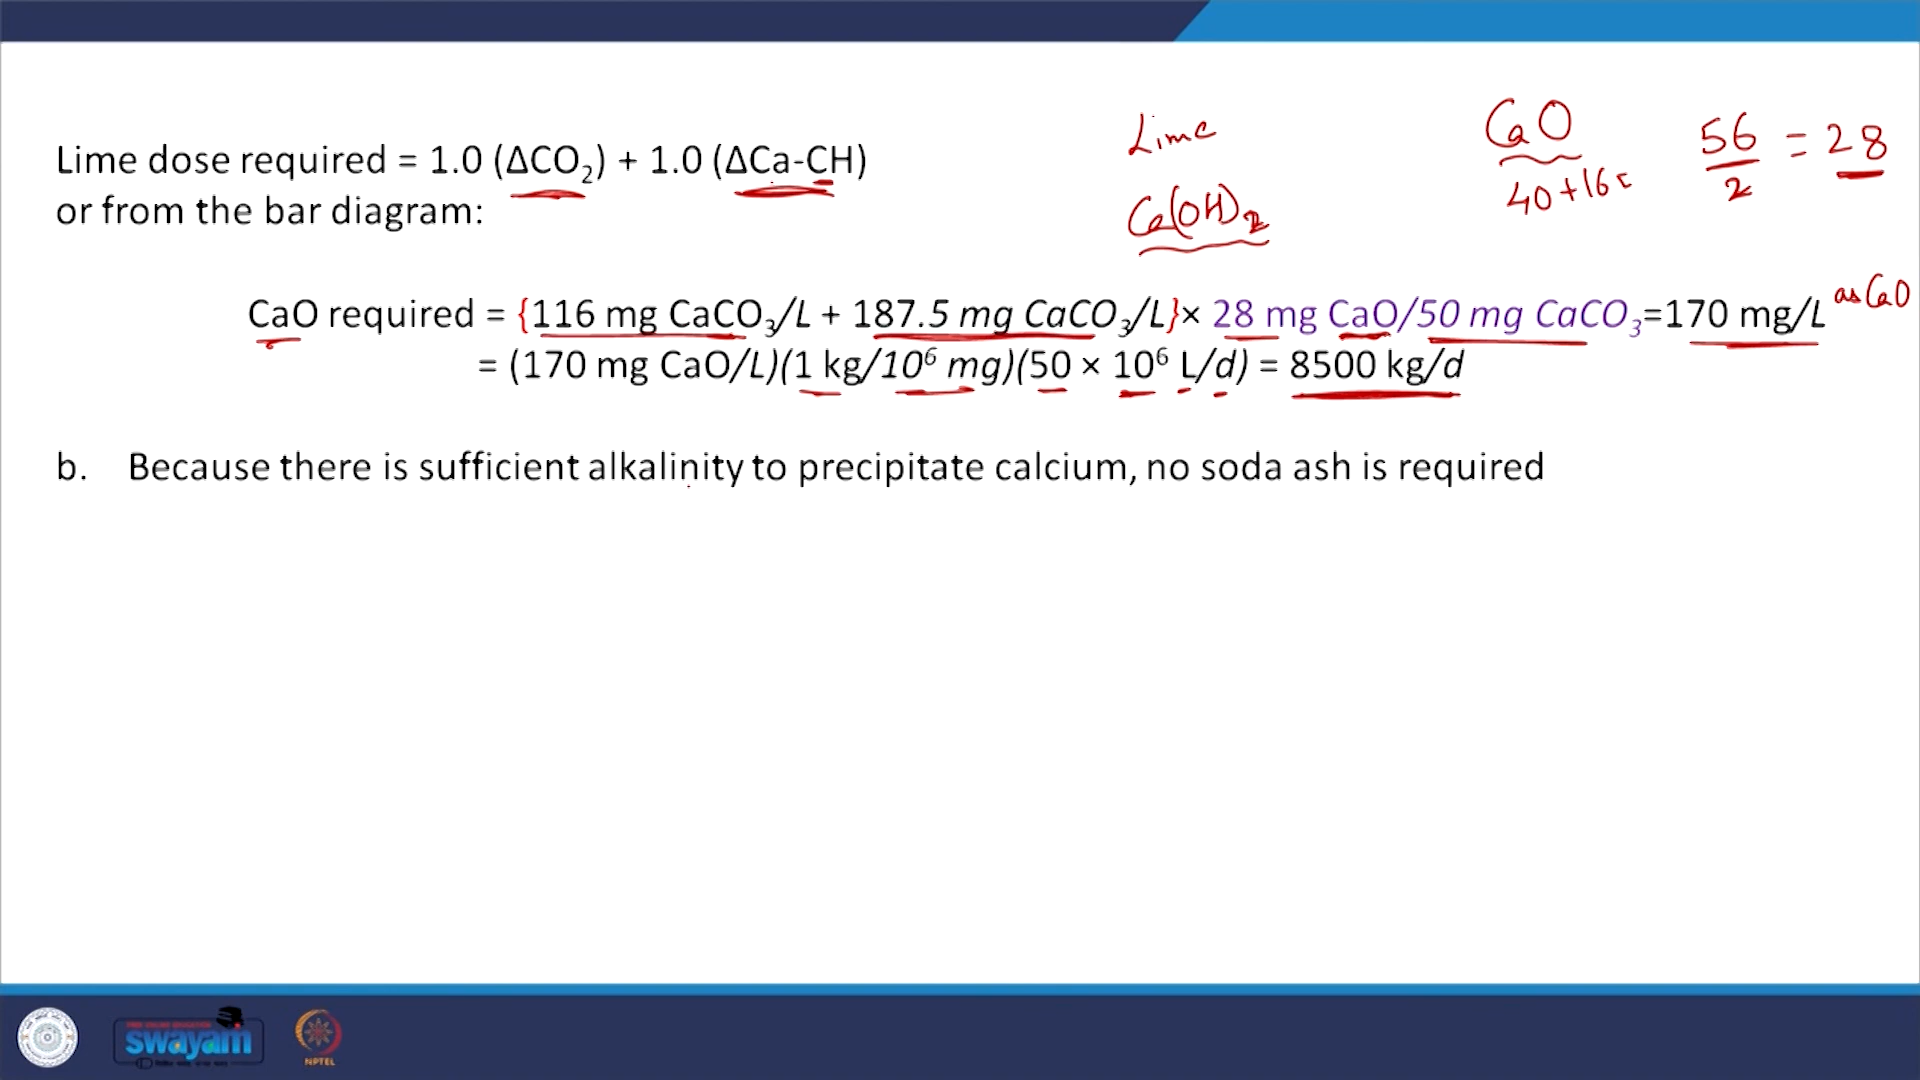 Lime
CaO
56/2 = 28
40+16
Lime dose required = 1.0 (ΔCO₂) + 1.0 (ΔCa-CH)
Ca(OH)₂
or from the bar diagram:
CaO required = {116 mg CaCO₃/L + 187.5 mg CaCO₃/L}× 28 mg CaO/50 mg CaCO₃=170 mg/L as CaO
= (170 mg CaO/L)(1 kg/10⁶ mg)(50 × 10⁶ L/d) = 8500 kg/d
b. Because there is sufficient alkalinity to precipitate calcium, no soda ash is required
swayam
NPTEL